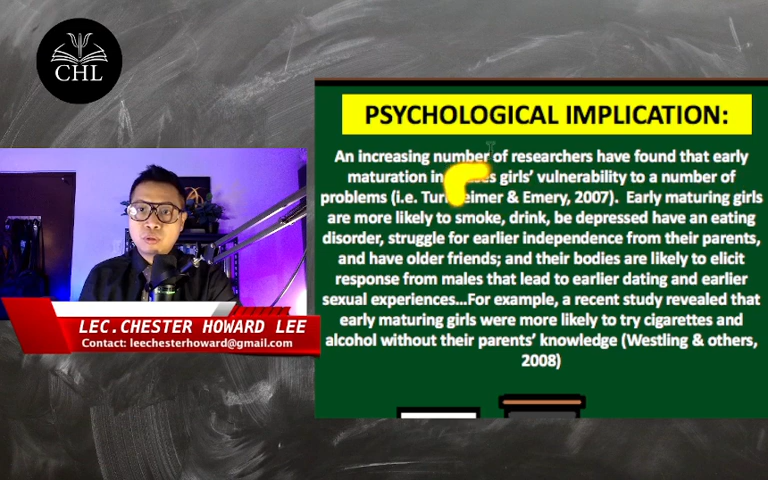 CHL
PSYCHOLOGICAL IMPLICATION:
An increasing number of researchers have found that early
maturation girls' vulnerability to a number of
problems (i.e. & Emery, 2007). Early maturing girls
are more likely to smoke, drink, be depressed have an eating
disorder, struggle for earlier independence from their parents,
and have older friends; and their bodies are likely to elicit
response from males that lead to earlier dating and earlier
sexual experiences...For example, a recent study revealed that
early maturing girls were more likely to try cigarettes and
alcohol without their parents' knowledge (Westling & others,
2008)
LEC.CHESTER HOWARD LEE
Contact: leechesterhoward@gmail.com